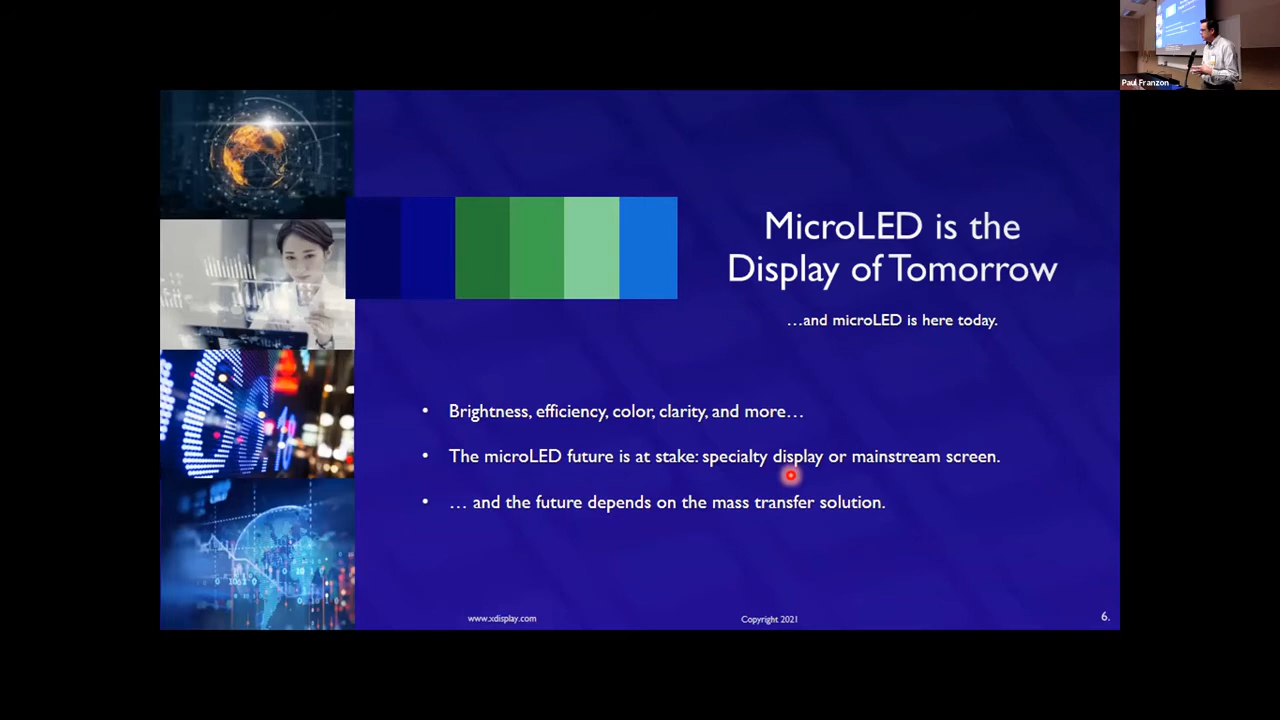 Paul Franzon
MicroLED is the
Display of Tomorrow
…and microLED is here today.
• Brightness, efficiency, color, clarity, and more…
• The microLED future is at stake: specialty display or mainstream screen.
• … and the future depends on the mass transfer solution.
www.xdisplay.com
Copyright 2021
6.